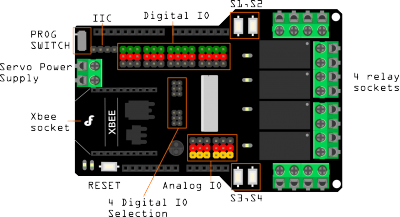 S1,S2
IIC
Digital IO
PROG
SWITCH
Servo Power
Supply
4 relay
sockets
Xbee
socket
XBEE
RESET
Analog IO
4 Digital IO
Selection
S3,S4